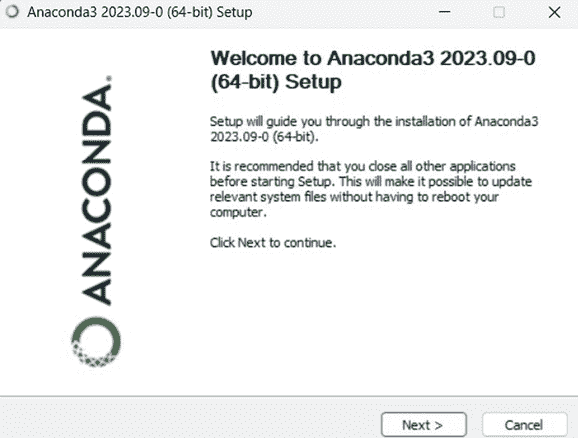 Anaconda3 2023.09-0 (64-bit) Setup
Welcome to Anaconda3 2023.09-0
(64-bit) Setup
Setup will guide you through the installation of Anaconda3
2023.09-0 (64-bit).
It is recommended that you close all other applications
before starting Setup. This will make it possible to update
relevant system files without having to reboot your
computer.
Click Next to continue.
ANACONDA.
Next >
Cancel